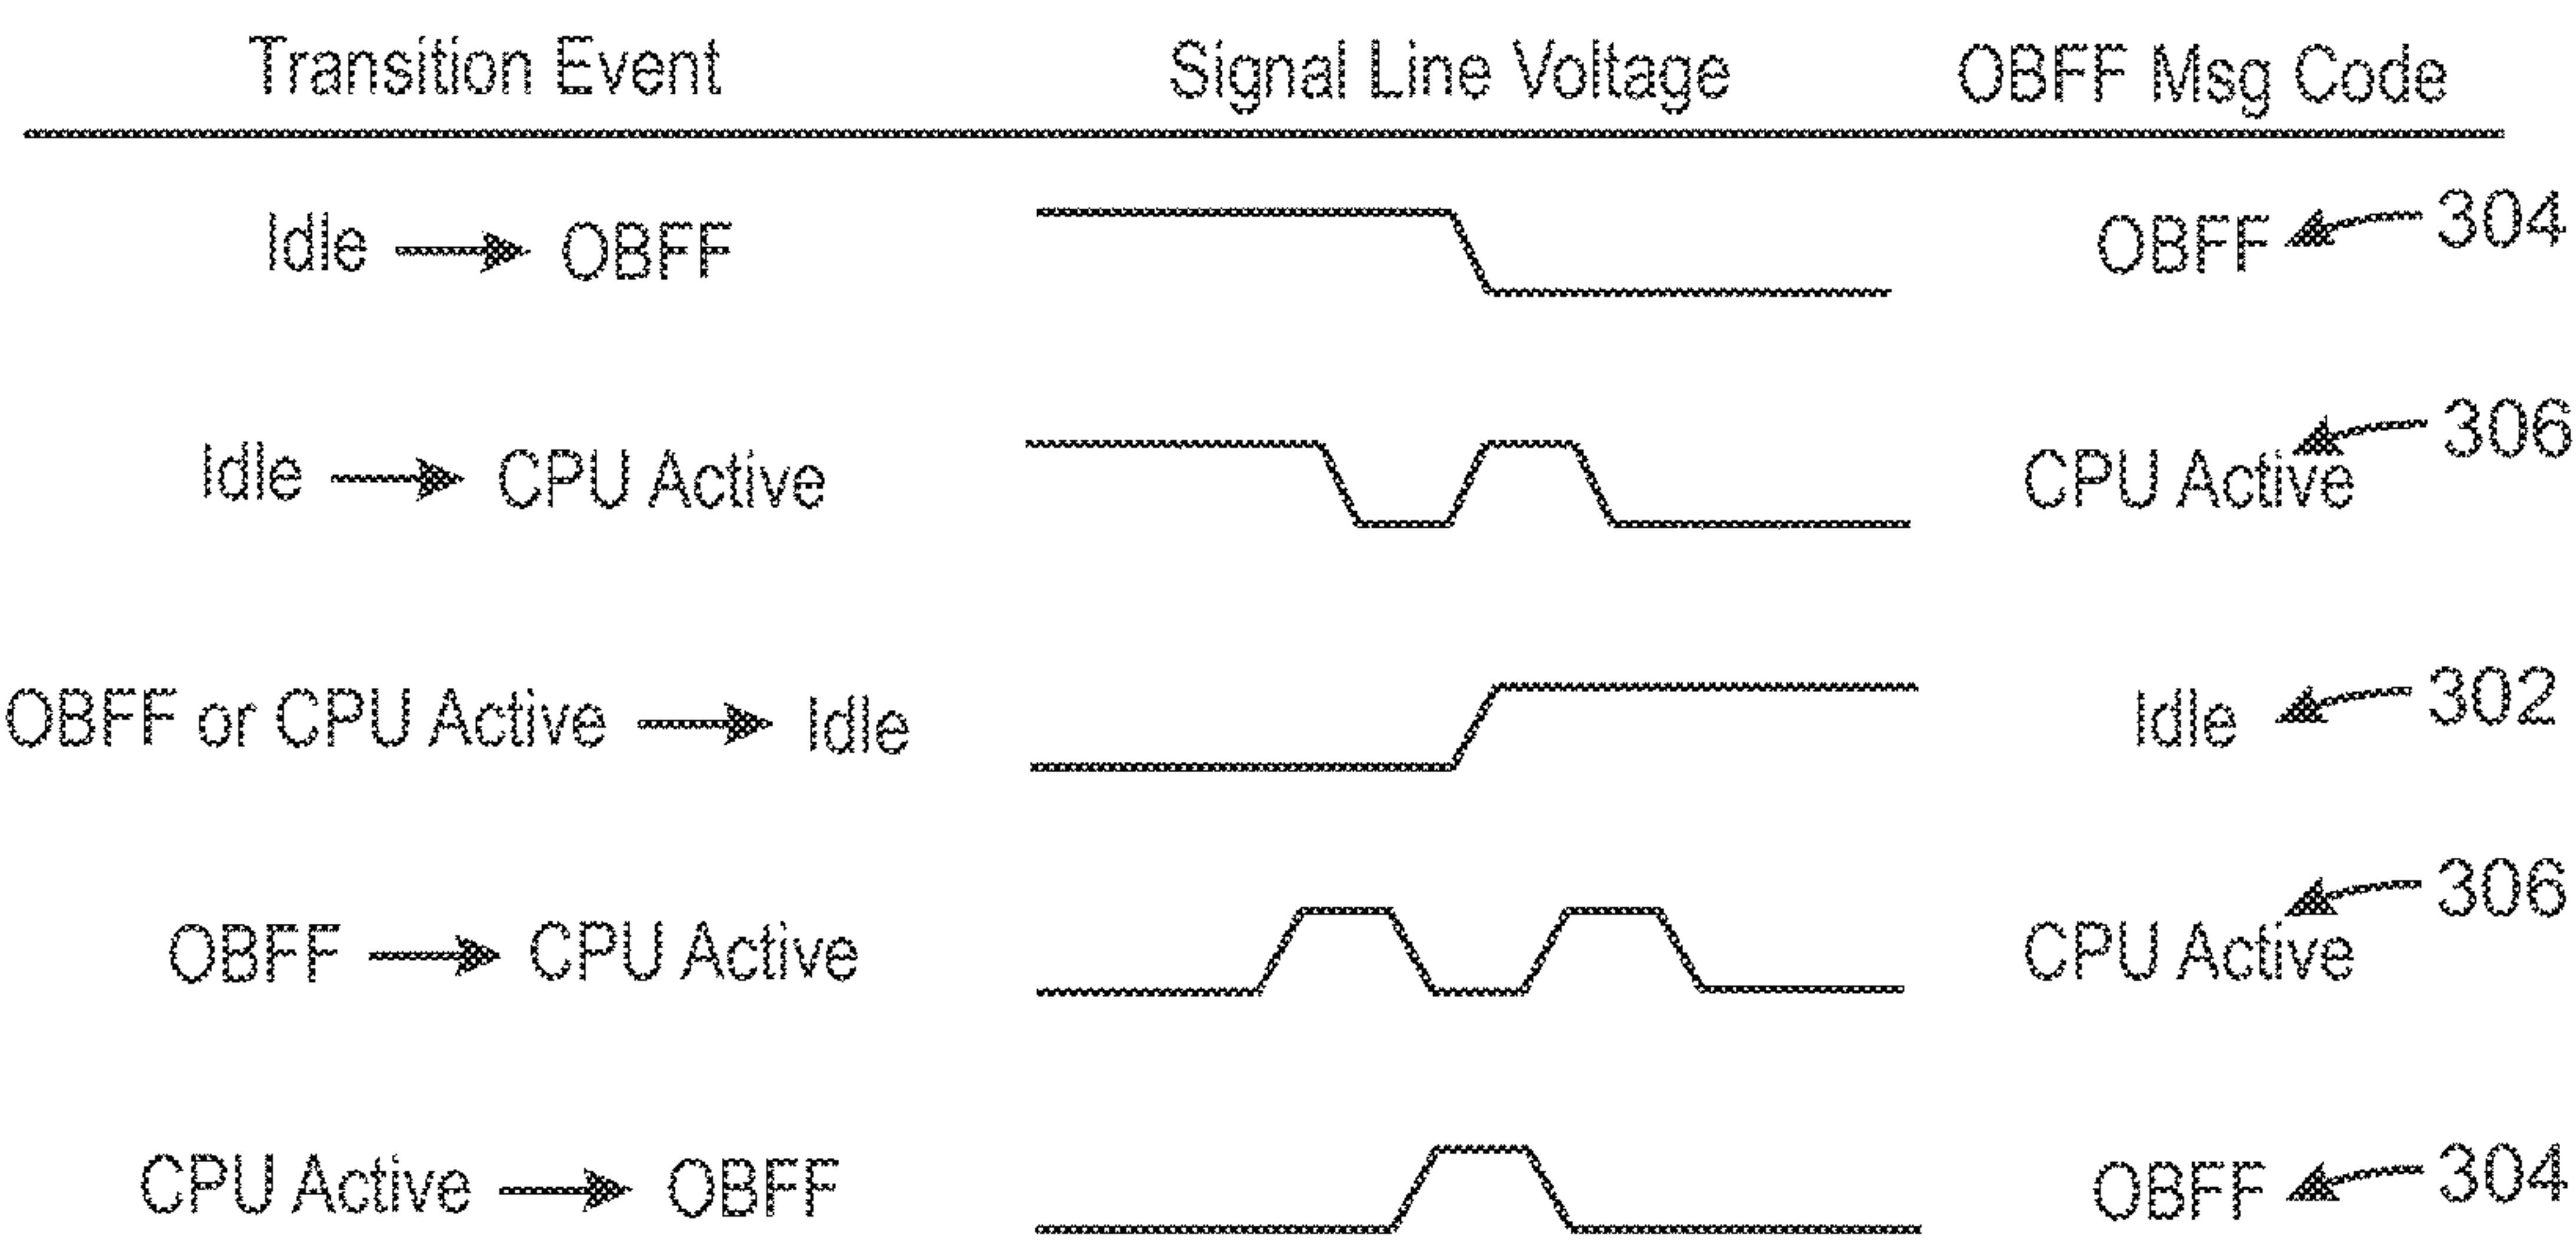 Transition Event Signal Line Voltage OBFF Msg Code
Idle → OBFF OBFF 304
Idle → CPU Active CPU Active 306
OBFF or CPU Active → Idle Idle 302
OBFF → CPU Active CPU Active 306
CPU Active → OBFF OBFF 304